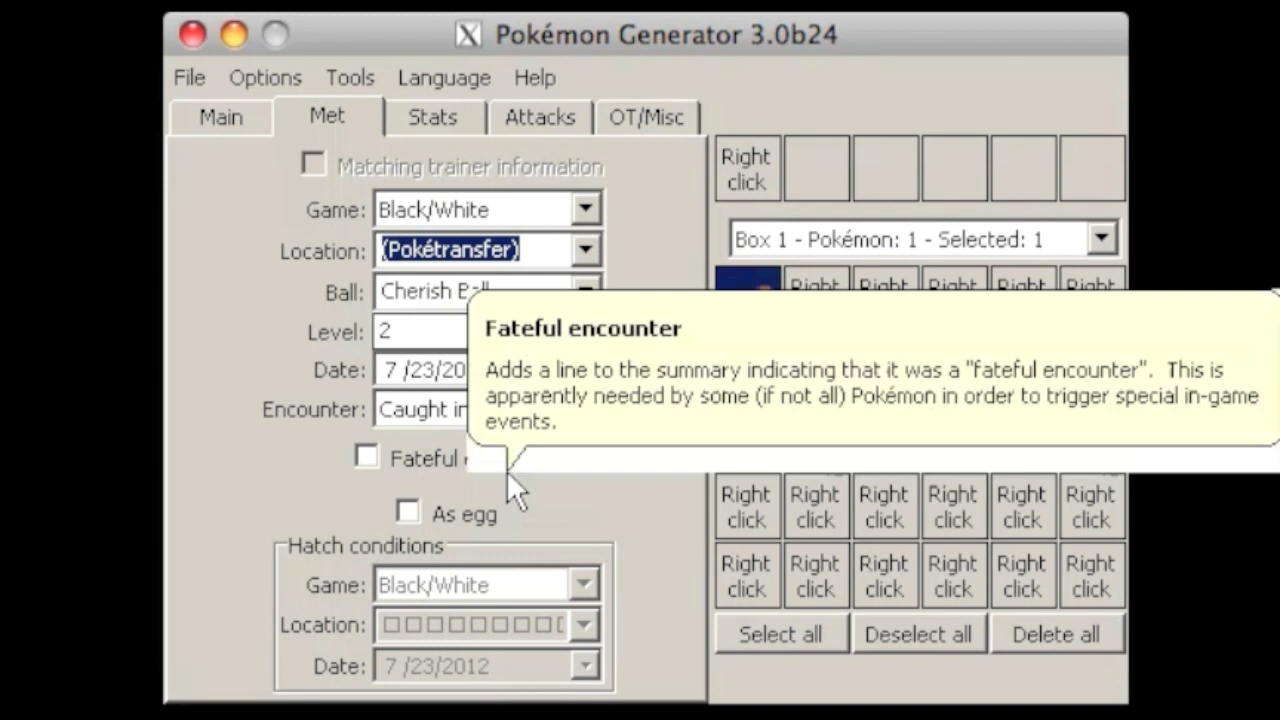 Pokémon Generator 3.0b24
File Options Tools Language Help
Main Met Stats Attacks OT/Misc
Matching trainer information
Game: Black/White
Location: (Pokétransfer)
Ball: Cherish
Level: 2
Date: 7 /23/20
Encounter: Caught
Fateful
As egg
Hatch conditions
Game: Black/White
Location:
Date: 7 /23/2012
Right
click
Box 1 - Pokémon: 1 - Selected: 1
Right Right Right Right Right
Fateful encounter
Adds a line to the summary indicating that it was a "fateful encounter". This is
apparently needed by some (if not all) Pokémon in order to trigger special in-game
events.
Right Right Right Right Right Right
click click click click click click
Right Right Right Right Right Right
click click click click click click
Select all Deselect all Delete all